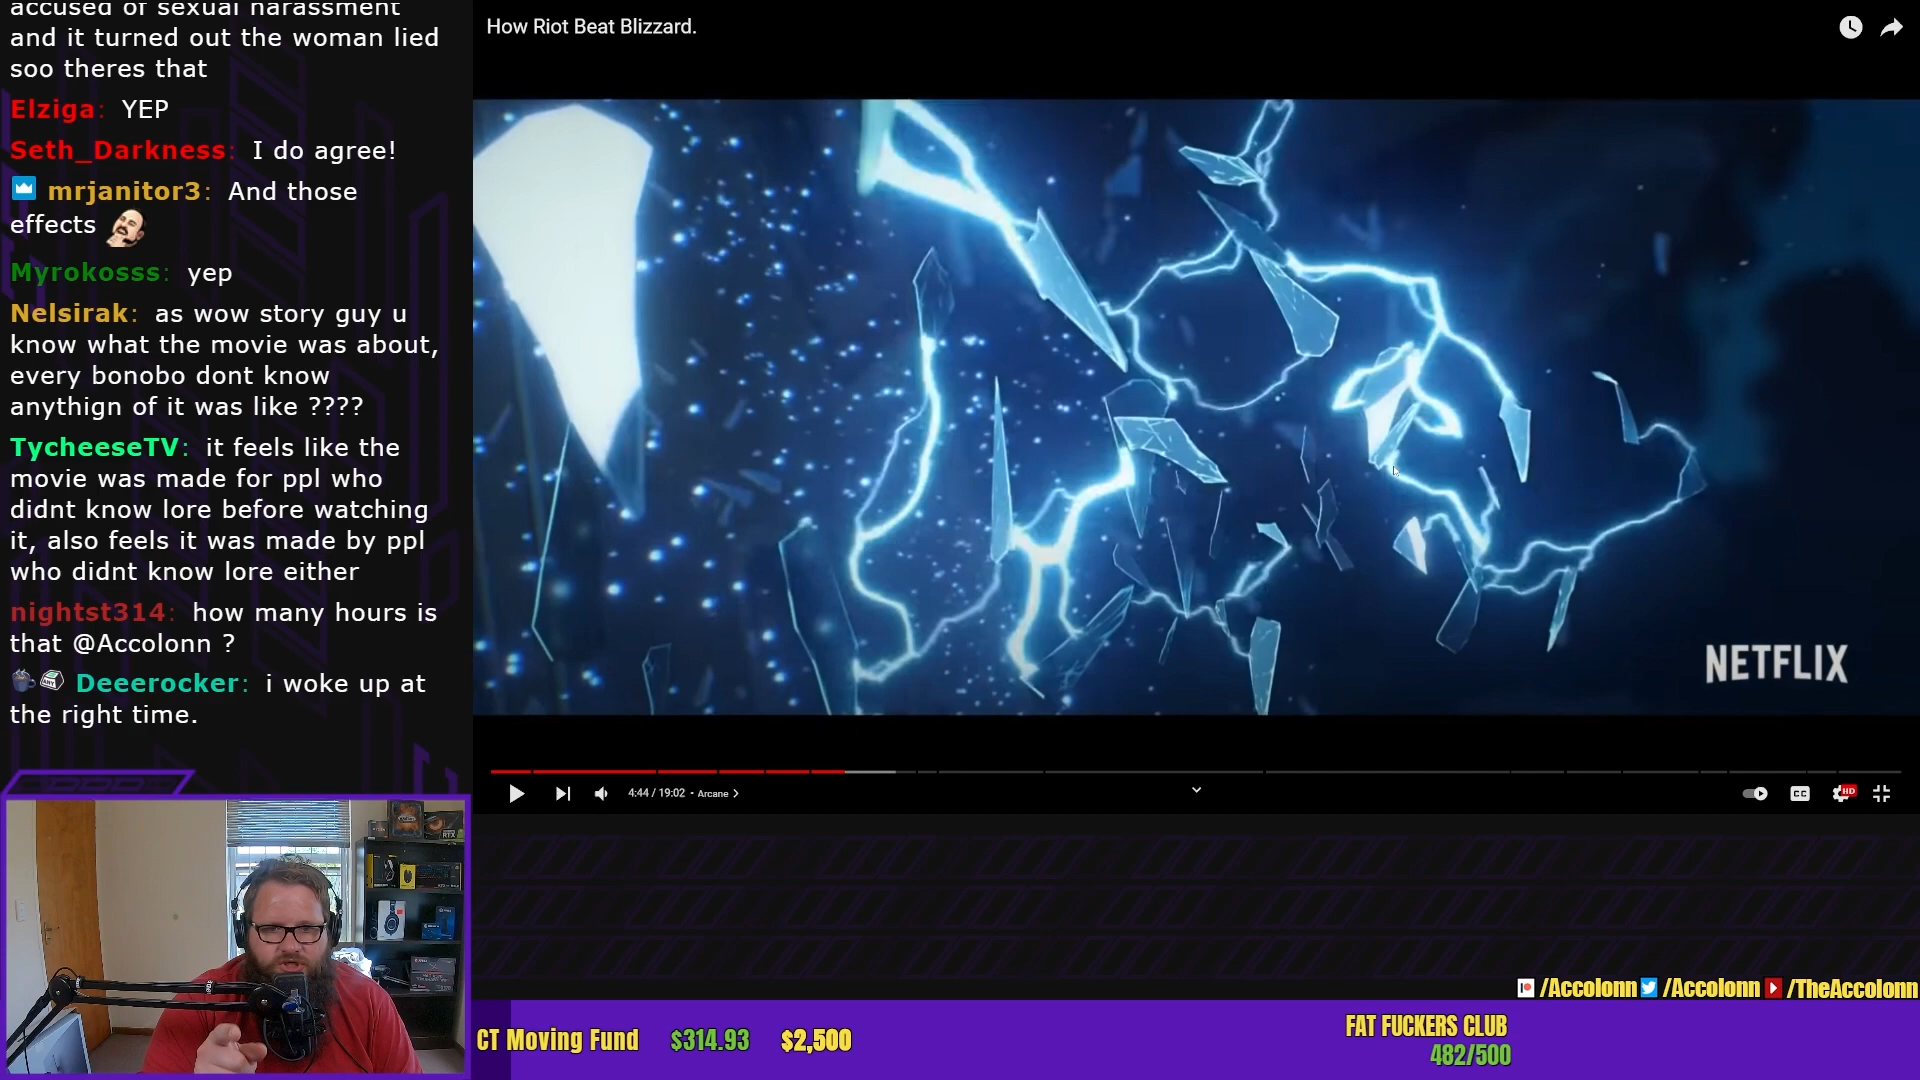 accused of sexual harassment
and it turned out the woman lied
soo theres that
Elziga: YEP
Seth_Darkness: I do agree!
mrjanitor3: And those
effects
Myrokosss: yep
Nelsirak: as wow story guy u
know what the movie was about,
every bonobo dont know
anythign of it was like ????
TycheeseTV: it feels like the
movie was made for ppl who
didnt know lore before watching
it, also feels it was made by ppl
who didnt know lore either
nightst314: how many hours is
that @Accolonn ?
Deeerocker: i woke up at
the right time.
How Riot Beat Blizzard.
NETFLIX
4:44 / 19:02 • Arcane
CC
HD
/Accolonn /Accolonn /TheAccolonn
CT Moving Fund $314.93 $2,500
FAT FUCKERS CLUB
482/500